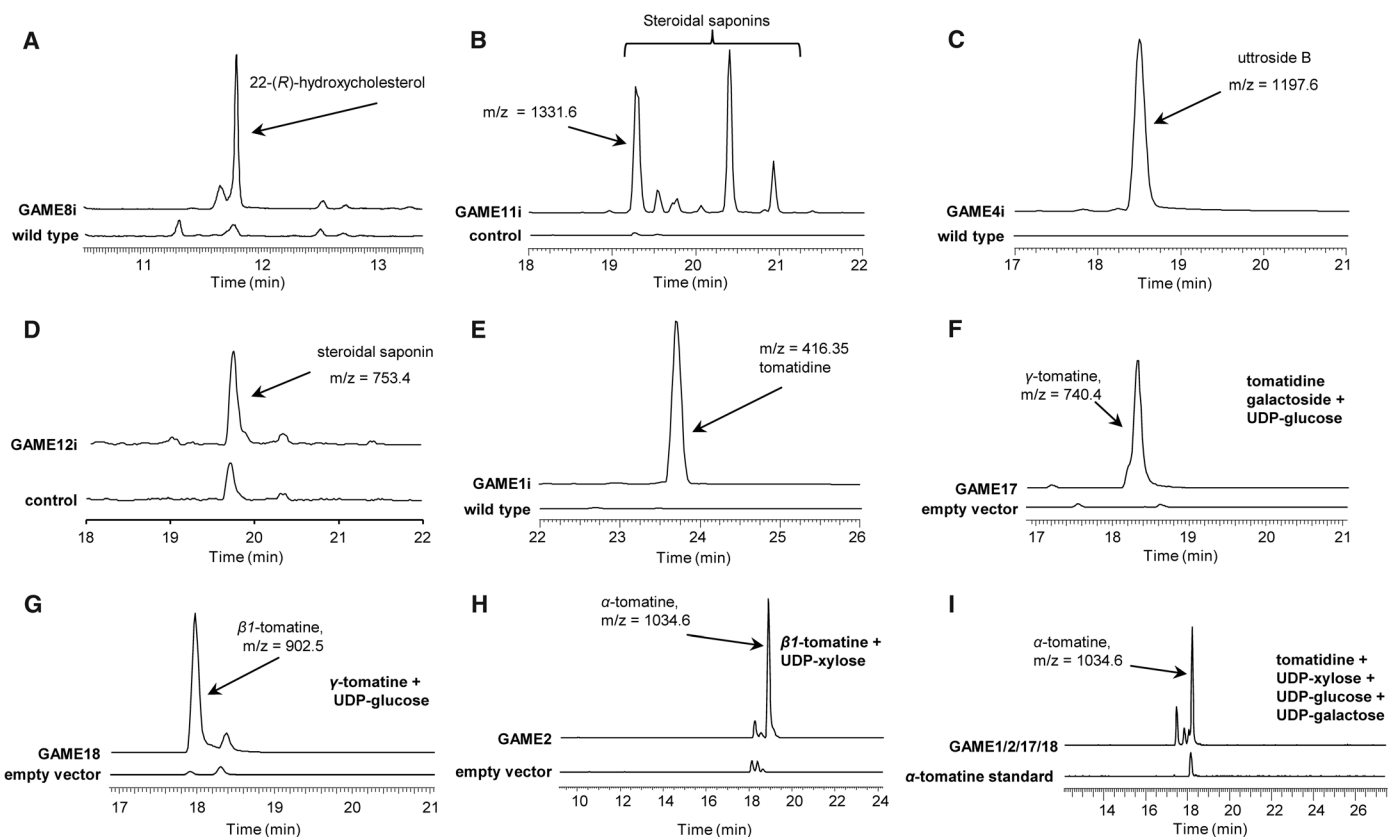 A
22-(R)-hydroxycholesterol
GAME8i
wild type
11 12 13
Time (min)
B
Steroidal saponins
m/z = 1331.6
GAME11i
control
18 19 20 21 22
Time (min)
C
uttroside B
m/z = 1197.6
GAME4i
wild type
17 18 19 20 21
Time (min)
D
steroidal saponin
m/z = 753.4
GAME12i
control
18 19 20 21 22
Time (min)
E
m/z = 416.35
tomatidine
GAME1i
wild type
22 23 24 25 26
Time (min)
F
γ-tomatine,
m/z = 740.4
tomatidine
galactoside +
UDP-glucose
GAME17
empty vector
17 18 19 20 21
Time (min)
G
β1-tomatine,
m/z = 902.5
γ-tomatine +
UDP-glucose
GAME18
empty vector
17 18 19 20 21
Time (min)
H
α-tomatine,
m/z = 1034.6
β1-tomatine +
UDP-xylose
GAME2
empty vector
10 12 14 16 18 20 22 24
Time (min)
I
α-tomatine,
m/z = 1034.6
tomatidine +
UDP-xylose +
UDP-glucose +
UDP-galactose
GAME1/2/17/18
α-tomatine standard
14 16 18 20 22 24 26
Time (min)